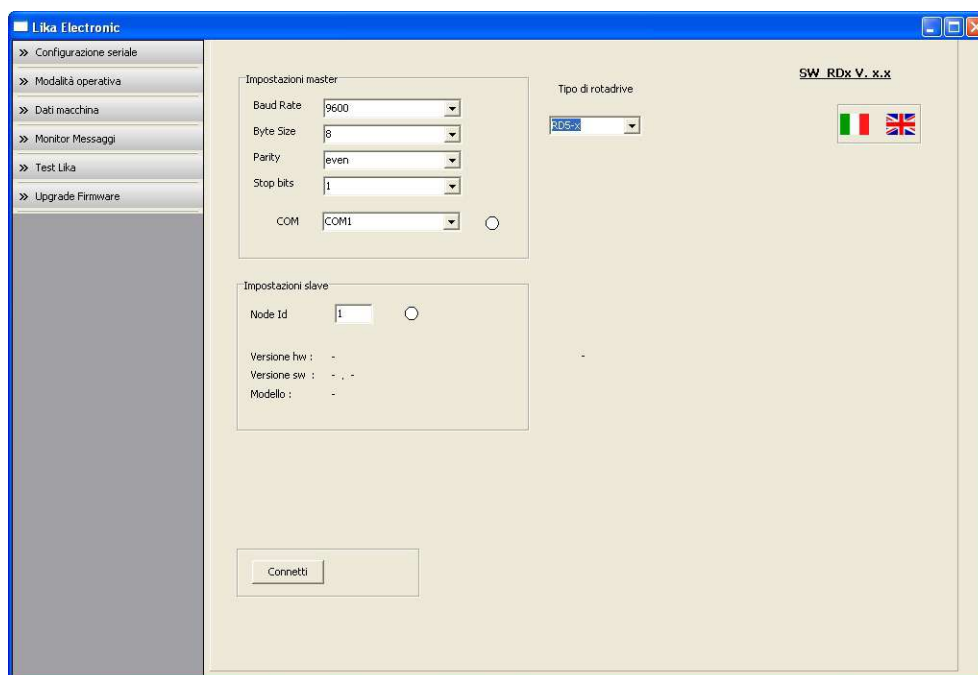 Lika Electronic
» Configurazione seriale
» Modalità operativa
» Dati macchina
» Monitor Messaggi
» Test Lika
» Upgrade Firmware
Impostazioni master
Baud Rate 9600
Byte Size 8
Parity even
Stop bits 1
COM COM1
Tipo di rotadrive
RD5-x
SW RDx V. x.x
Impostazioni slave
Node Id 1
Versione hw : -
Versione sw : - . -
Modello : -
-
Connetti